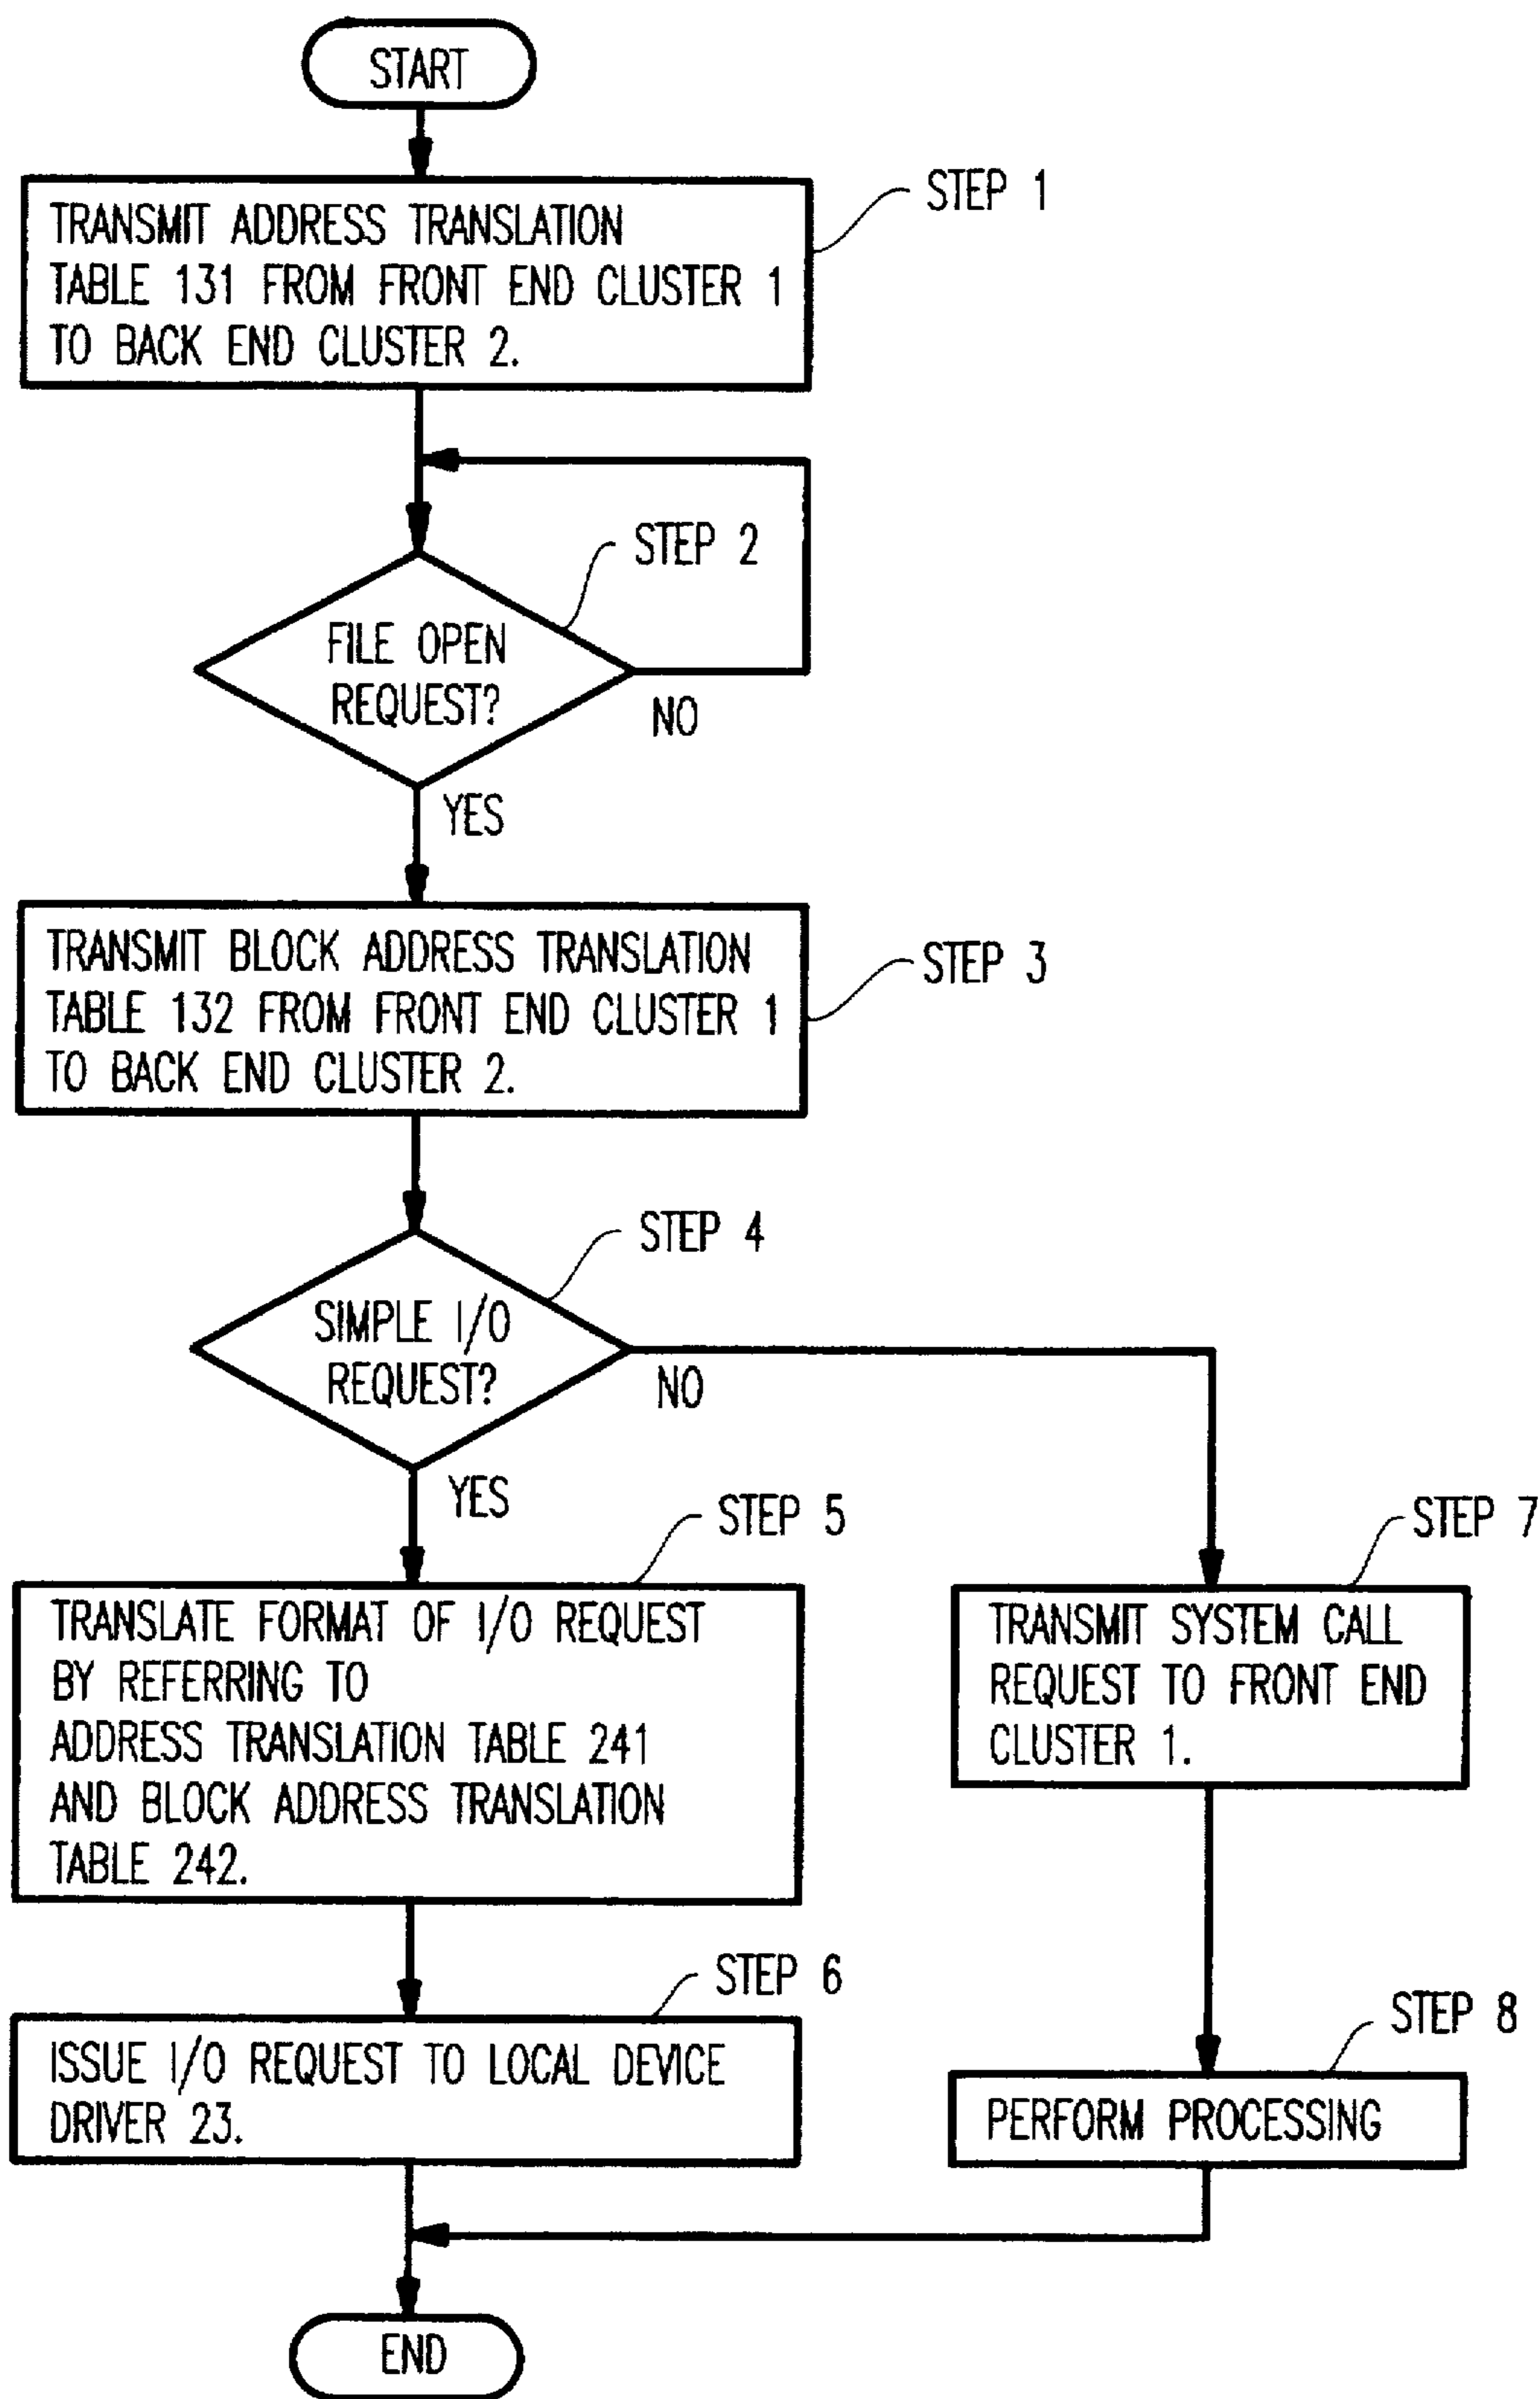 START
STEP 1
TRANSMIT ADDRESS TRANSLATION
TABLE 131 FROM FRONT END CLUSTER 1
TO BACK END CLUSTER 2.
STEP 2
FILE OPEN
REQUEST?
NO
YES
STEP 3
TRANSMIT BLOCK ADDRESS TRANSLATION
TABLE 132 FROM FRONT END CLUSTER 1
TO BACK END CLUSTER 2.
STEP 4
SIMPLE I/O
REQUEST?
NO
YES
STEP 5
TRANSLATE FORMAT OF I/O REQUEST
BY REFERRING TO
ADDRESS TRANSLATION TABLE 241
AND BLOCK ADDRESS TRANSLATION
TABLE 242.
STEP 7
TRANSMIT SYSTEM CALL
REQUEST TO FRONT END
CLUSTER 1.
STEP 6
ISSUE I/O REQUEST TO LOCAL DEVICE
DRIVER 23.
STEP 8
PERFORM PROCESSING
END